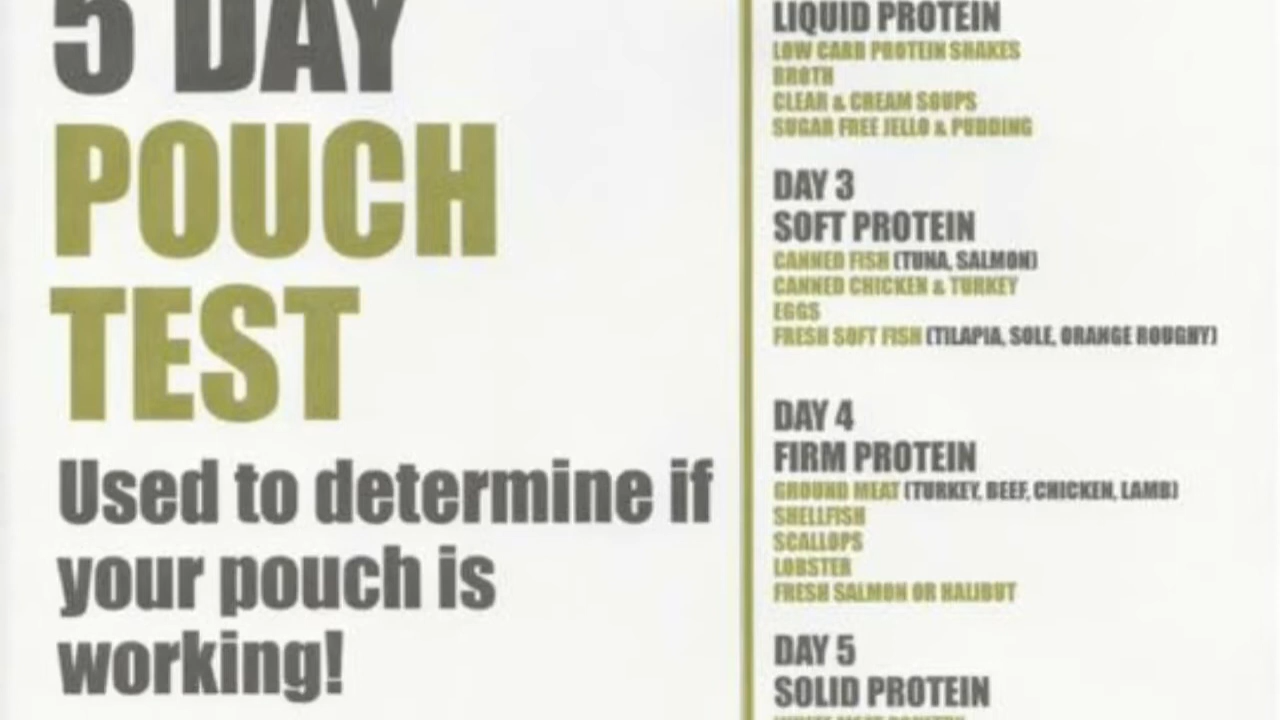 5 DAY
POUCH
TEST
Used to determine if
your pouch is
working!
LIQUID PROTEIN
LOW CARB PROTEIN SHAKES
BROTH
CLEAR & CREAM SOUPS
SUGAR FREE JELLO & PUDDING
DAY 3
SOFT PROTEIN
CANNED FISH (TUNA, SALMON)
CANNED CHICKEN & TURKEY
EGGS
FRESH SOFT FISH (TILAPIA, SOLE, ORANGE ROUGHY)
DAY 4
FIRM PROTEIN
GROUND MEAT (TURKEY, BEEF, CHICKEN, LAMB)
SHELLFISH
SCALLOPS
LOBSTER
FRESH SALMON OR HALIBUT
DAY 5
SOLID PROTEIN